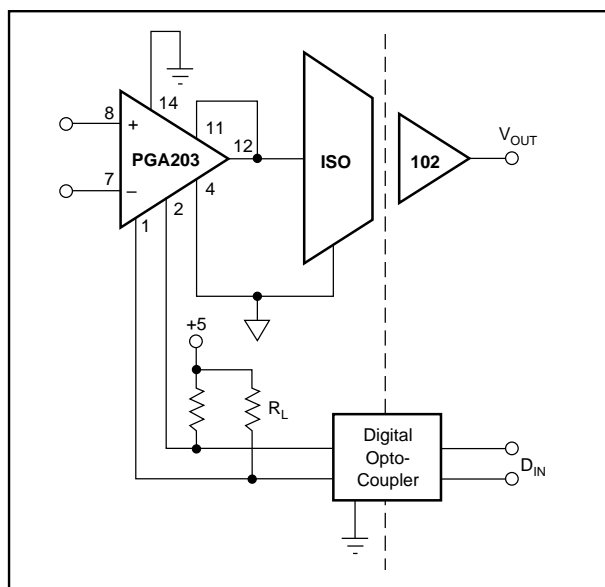 14
8
+
11
PGA203
12
ISO
102
V_OUT
7
–
1
2
4
+5
R_L
Digital
Opto-
Coupler
D_IN